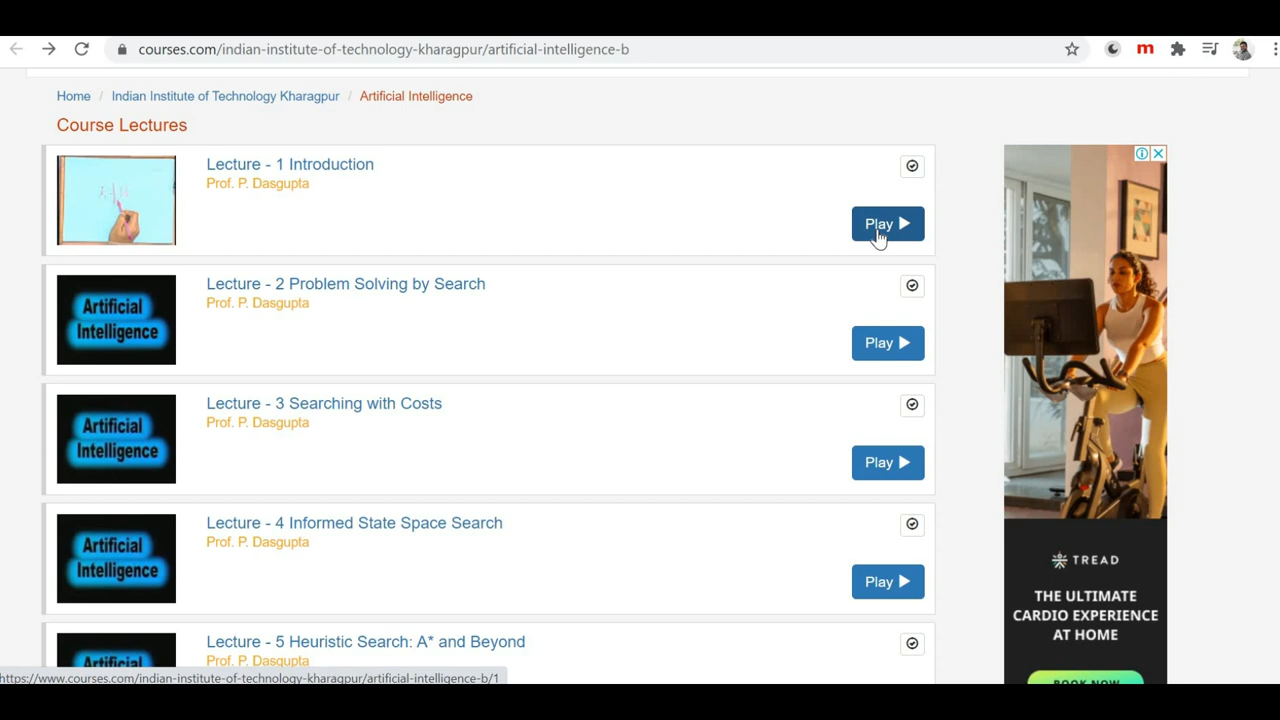 courses.com/indian-institute-of-technology-kharagpur/artificial-intelligence-b
m
Home / Indian Institute of Technology Kharagpur / Artificial Intelligence
Course Lectures
Lecture - 1 Introduction
Prof. P. Dasgupta
Play
Artificial
Intelligence
Lecture - 2 Problem Solving by Search
Prof. P. Dasgupta
Play
Artificial
Intelligence
Lecture - 3 Searching with Costs
Prof. P. Dasgupta
Play
Artificial
Intelligence
Lecture - 4 Informed State Space Search
Prof. P. Dasgupta
Play
Artificial
Lecture - 5 Heuristic Search: A* and Beyond
Prof. P. Dasgupta
https://www.courses.com/indian-institute-of-technology-kharagpur/artificial-intelligence-b/1
TREAD
THE ULTIMATE
CARDIO EXPERIENCE
AT HOME
BOOK NOW